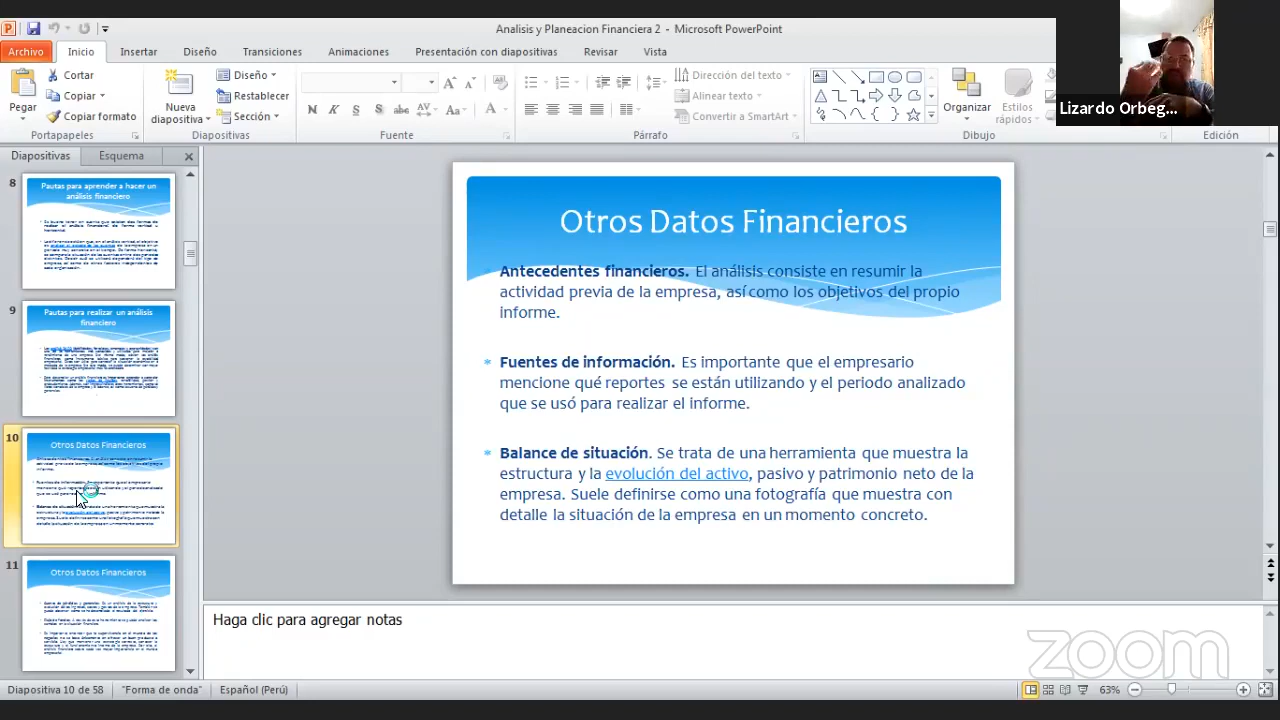 Analisis y Planeacion Financiera 2 - Microsoft PowerPoint
Archivo Inicio Insertar Diseño Transiciones Animaciones Presentación con diapositivas Revisar Vista
Pegar
Cortar
Copiar
Copiar formato
Portapapeles
Nueva diapositiva
Diseño
Restablecer
Sección
Diapositivas
Fuente
Dirección del texto
Alinear texto
Convertir a SmartArt
Párrafo
Organizar
Estilos rápidos
Dibujo
Edición
Lizardo Orbeg...
Diapositivas Esquema
8
Pautas para aprender a hacer un
análisis financiero
9
Pautas para realizar un análisis
financiero
10
Otros Datos Financieros
11
Otros Datos Financieros
Otros Datos Financieros
Antecedentes financieros. El análisis consiste en resumir la
actividad previa de la empresa, así como los objetivos del propio
informe.
Fuentes de información. Es importante que el empresario
mencione qué reportes se están utilizando y el periodo analizado
que se usó para realizar el informe.
Balance de situación. Se trata de una herramienta que muestra la
estructura y la evolución del activo, pasivo y patrimonio neto de la
empresa. Suele definirse como una fotografía que muestra con
detalle la situación de la empresa en un momento concreto.
Haga clic para agregar notas
zoom
Diapositiva 10 de 58 "Forma de onda" Español (Perú) 63%